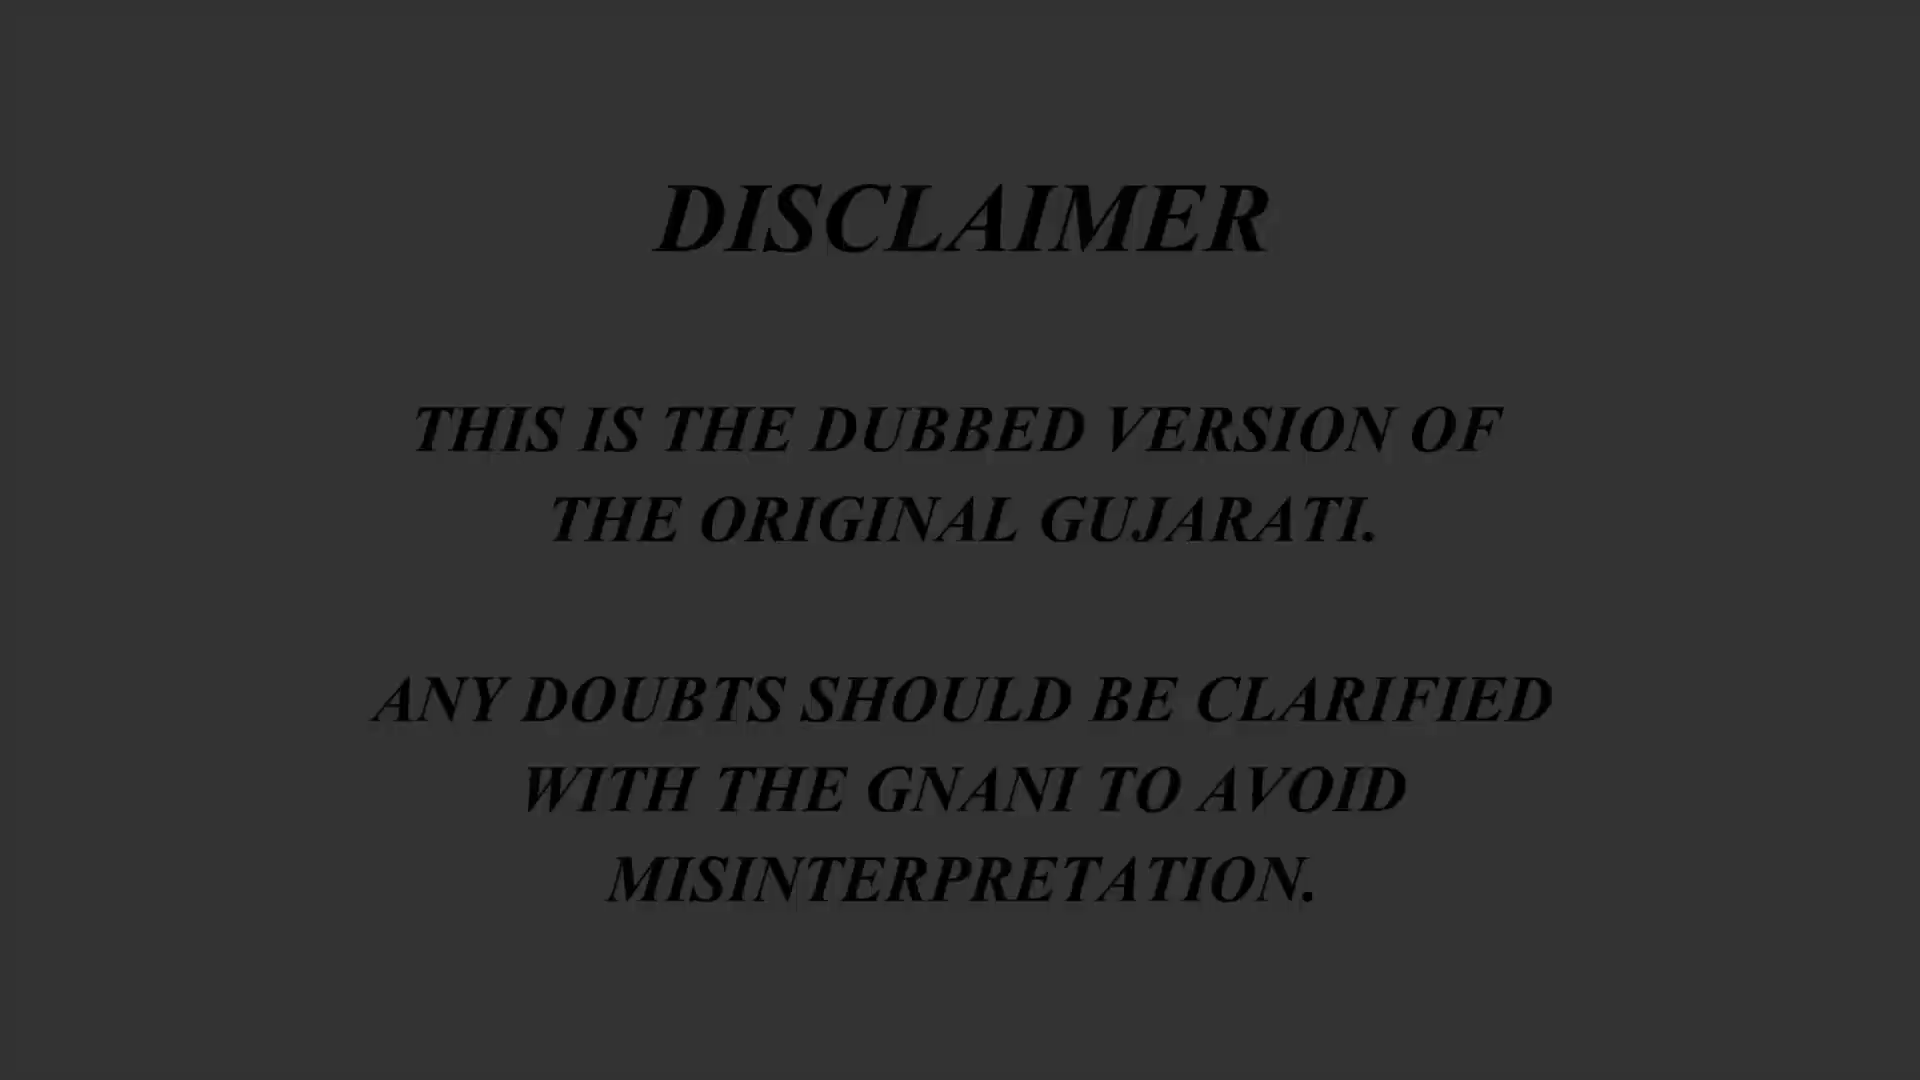 DISCLAIMER
THIS IS THE DUBBED VERSION OF
THE ORIGINAL GUJARATI.
ANY DOUBTS SHOULD BE CLARIFIED
WITH THE GNANI TO AVOID
MISINTERPRETATION.